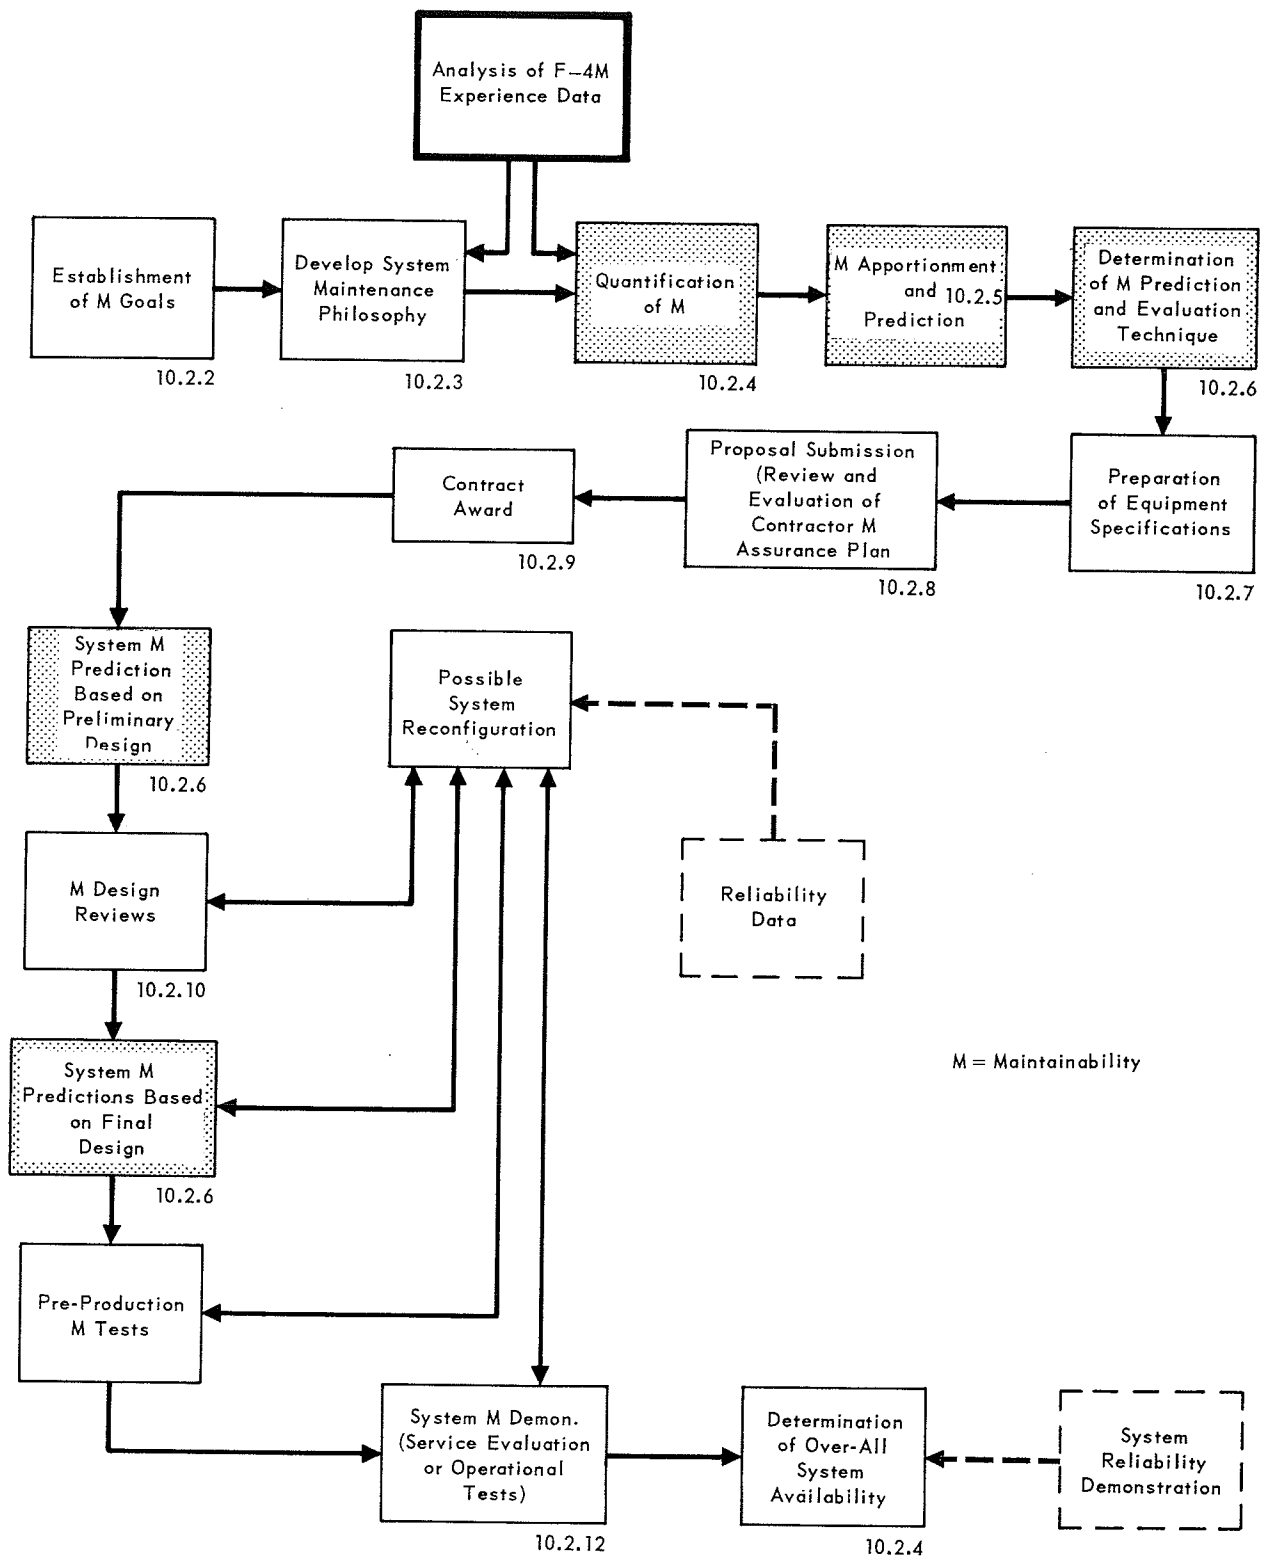 Analysis of F-4M
Experience Data
Establishment
of M Goals
10.2.2
Develop System
Maintenance
Philosophy
10.2.3
Quantification
of M
10.2.4
M Apportionment
and
10.2.5
Prediction
Determination
of M Prediction
and Evaluation
Technique
10.2.6
Preparation
of Equipment
Specifications
10.2.7
Proposal Submission
(Review and
Evaluation of
Contractor M
Assurance Plan
10.2.8
Contract
Award
10.2.9
System M
Prediction
Based on
Preliminary
Design
10.2.6
Possible
System
Reconfiguration
Reliability
Data
M Design
Reviews
10.2.10
M = Maintainability
System M
Predictions Based
on Final
Design
10.2.6
Pre-Production
M Tests
System M Demon.
(Service Evaluation
or Operational
Tests)
10.2.12
Determination
of Over-All
System
Availability
10.2.4
System
Reliability
Demonstration